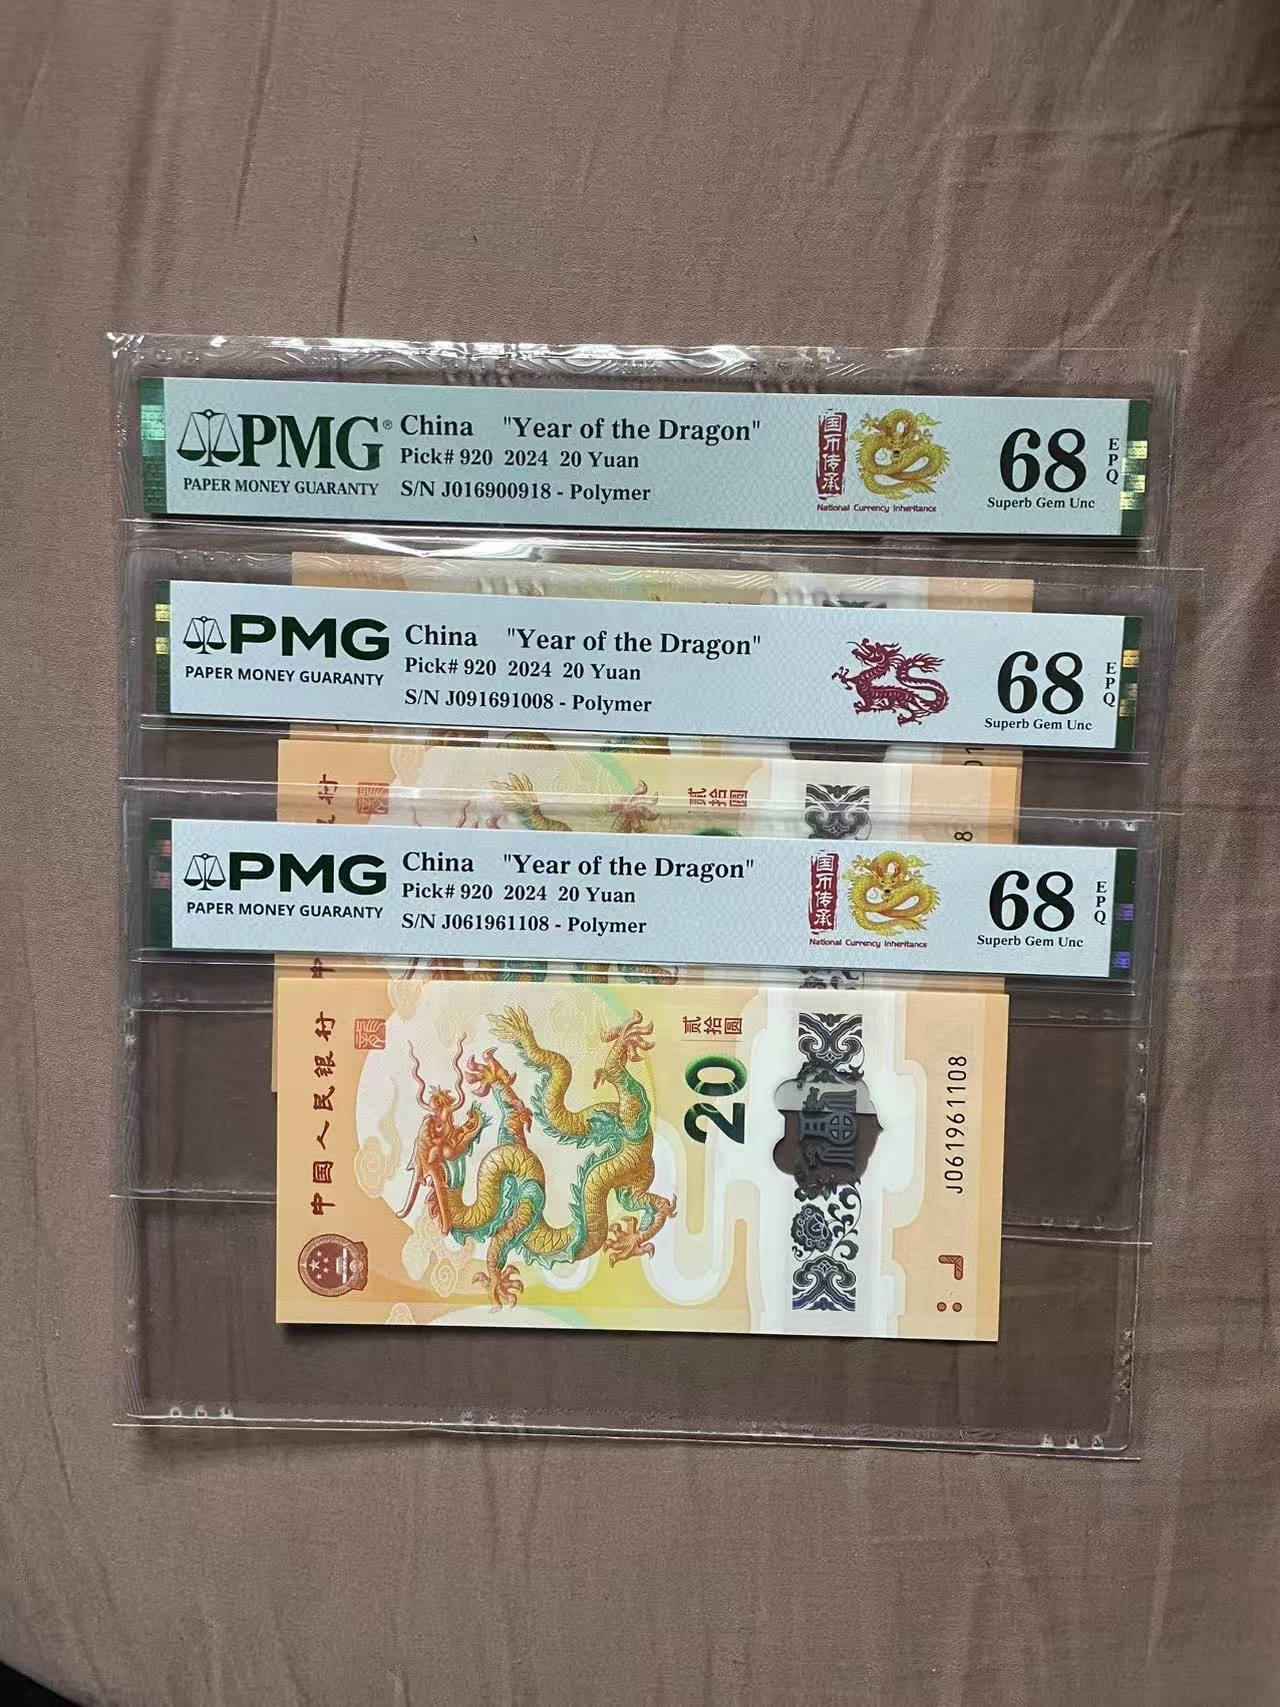 PMG®
PAPER MONEY GUARANTY
China "Year of the Dragon"
Pick# 920 2024 20 Yuan
S/N J016900918 - Polymer
国币传承
National Currency Inheritance
68
Superb Gem Unc
EPQ
PMG
PAPER MONEY GUARANTY
China "Year of the Dragon"
Pick# 920 2024 20 Yuan
S/N J091691008 - Polymer
68
Superb Gem Unc
EPQ
贰拾圆
8
PMG
PAPER MONEY GUARANTY
China "Year of the Dragon"
Pick# 920 2024 20 Yuan
S/N J061961108 - Polymer
国币传承
National Currency Inheritance
68
Superb Gem Unc
EPQ
中国人民银行
贰拾圆
20
J061961108